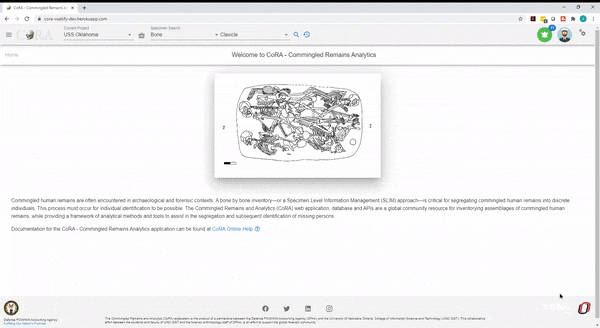 CoRA - Commingled Remains An
cora-vuetify-dev.herokuapp.com
Current Project
USS Oklahoma
Specimen Search
Bone
Clavicle
CORA
Home
Welcome to CoRA - Commingled Remains Analytics
Commingled human remains are often encountered in archaeological and forensic contexts. A bone by bone inventory—or a Specimen Level Information Management (SLIM) approach—is critical for segregating commingled human remains into discrete
individuals. This process must occur for individual identification to be possible. The Commingled Remains and Analytics (CoRA) web application, database and APIs are a global community resource for inventorying assemblages of commingled human
remains, while providing a framework of analytical methods and tools to assist in the segregation and subsequent identification of missing persons.
Documentation for the CoRA - Commingled Remains Analytics application can be found at CoRA Online Help
Defense POW/MIA Accounting Agency
Fulfilling Our Nation's Promise
The Commingled Remains and Analytics (CoRA) application is the product of a partnership between the Defense POW/MIA Accounting Agency (DPAA), and the University of Nebraska Omaha, College of Information Science and Technology (UNO IS&T). This collaborative
effort between the students and faculty of UNO IS&T and the forensic anthropology staff of DPAA, is an effort to support the global forensic community.